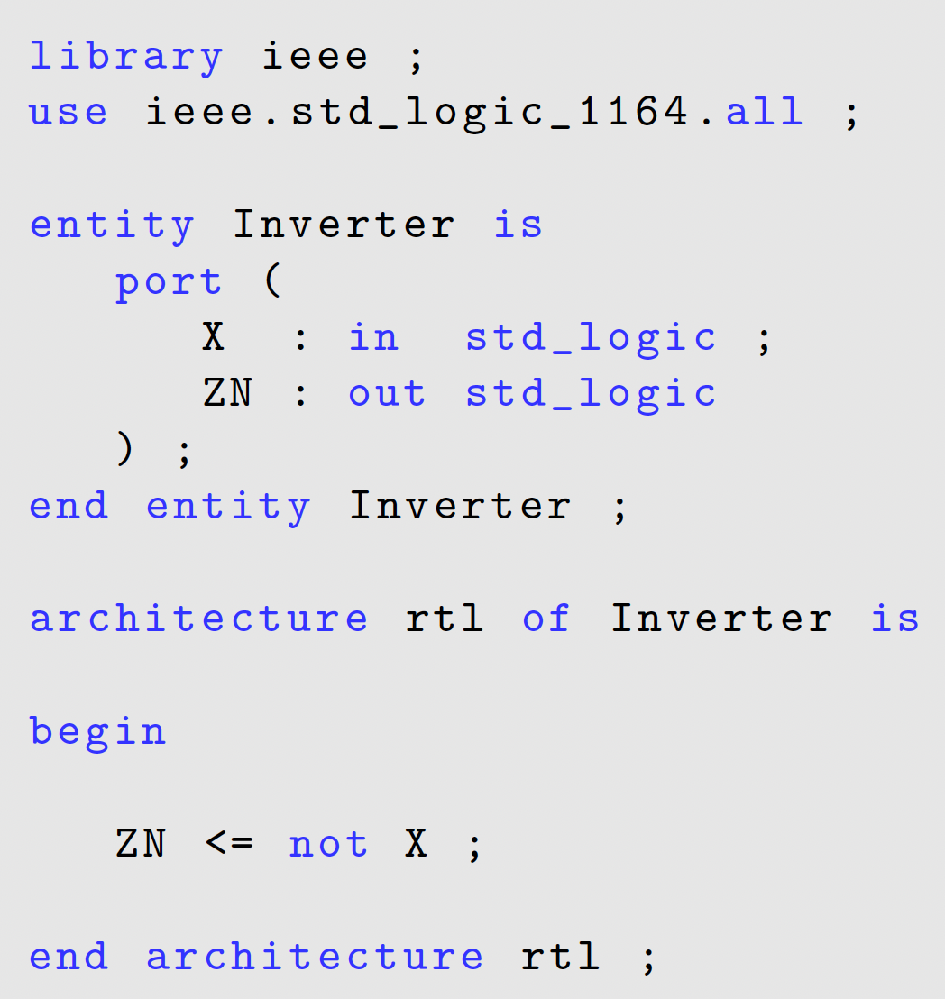 library ieee ;
use ieee.std_logic_1164.all ;
entity Inverter is
port (
X : in std_logic ;
ZN : out std_logic
) ;
end entity Inverter ;
architecture rtl of Inverter is
begin
ZN <= not X ;
end architecture rtl ;